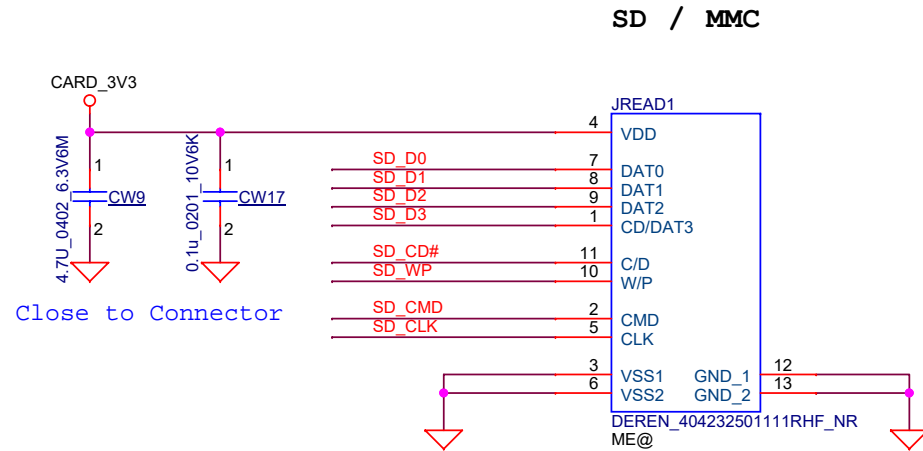 SD / MMC
CARD_3V3
JREAD1
4 VDD
4.7U_0402_6.3V6M
1
CW9
2
0.1u_0201_10V6K
1
CW17
2
SD_D0 7 DAT0
SD_D1 8 DAT1
SD_D2 9 DAT2
SD_D3 1 CD/DAT3
SD_CD# 11 C/D
SD_WP 10 W/P
Close to Connector
SD_CMD 2 CMD
SD_CLK 5 CLK
3 VSS1 GND_1 12
6 VSS2 GND_2 13
DEREN_404232501111RHF_NR
ME@